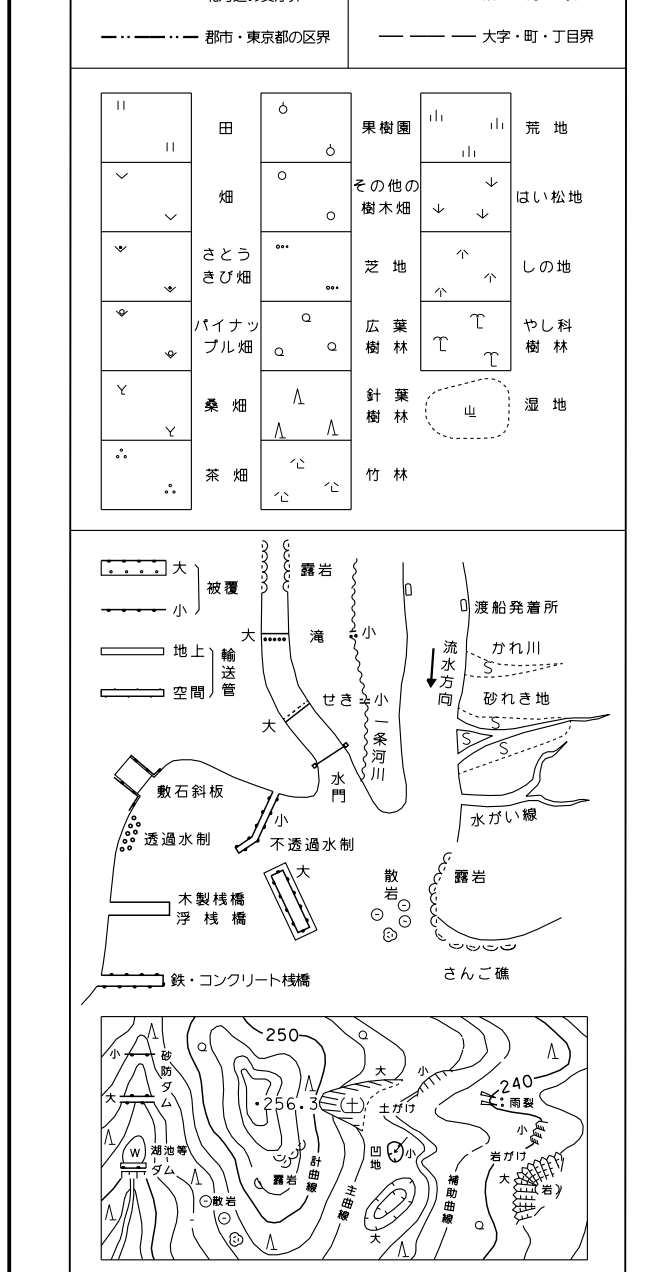 郡市・東京都の区界
大字・町・丁目界
田
果樹園
荒地
畑
その他の
樹木畑
はい松地
さとう
きび畑
芝地
しの地
パイナッ
プル畑
広葉
樹林
やし科
樹林
桑畑
針葉
樹林
湿地
茶畑
竹林
大
小
被覆
地上
空間
輸送管
露岩
大
滝
小
せき
小
大
一条河川
水門
渡船発着所
流水方向
かれ川
S
砂れき地
S
S
S
水がい線
敷石斜板
透過水制
小
不透過水制
大
木製桟橋
浮桟橋
鉄・コンクリート桟橋
散岩
露岩
さんご礁
小
砂防ダム
大
W
湖池等
ダム
250
256.3
(土)
大
小
土がけ
240
雨裂
小
岩がけ
大
(岩)
凹地
小
大
露岩
散岩
計曲線
主曲線
補助曲線